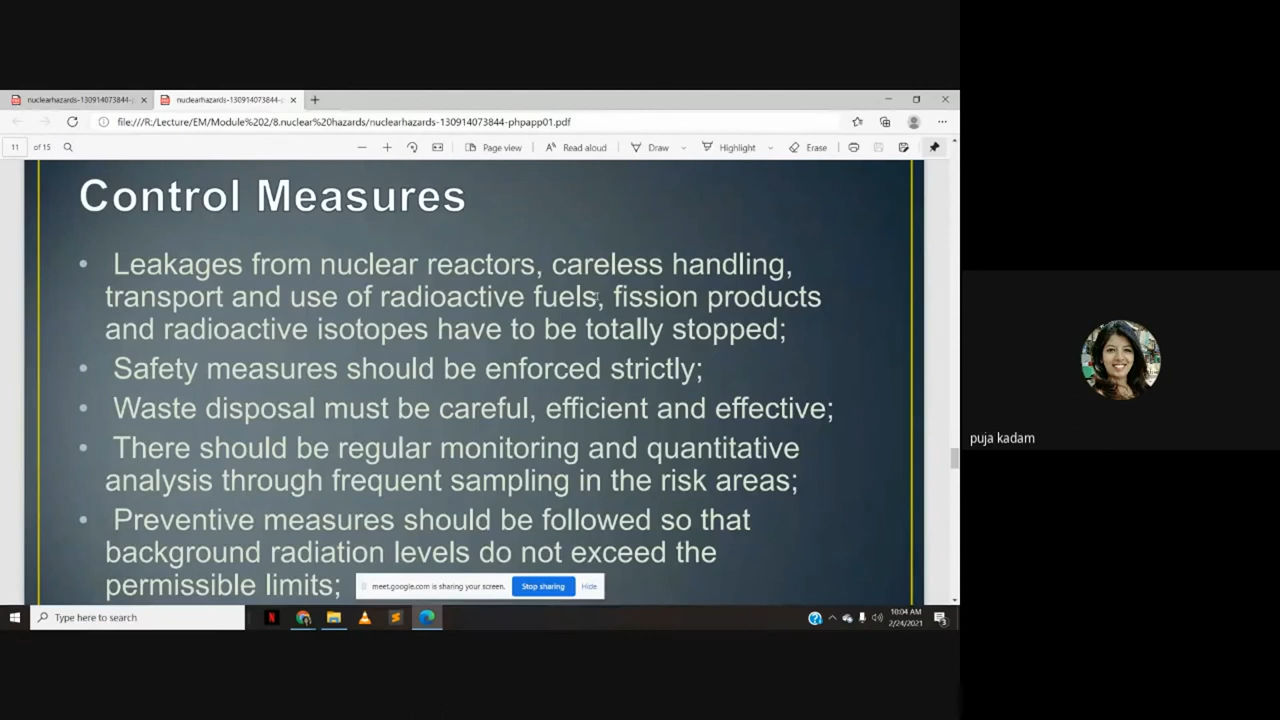 nuclearhazards-130914073844-
nuclearhazards-130914073844-
file:///R:/Lecture/EM/Module%202/8.nuclear%20hazards/nuclearhazards-130914073844-phpapp01.pdf
11 of 15 Page view Read aloud Draw Highlight Erase
Control Measures
• Leakages from nuclear reactors, careless handling,
transport and use of radioactive fuels, fission products
and radioactive isotopes have to be totally stopped;
• Safety measures should be enforced strictly;
• Waste disposal must be careful, efficient and effective;
• There should be regular monitoring and quantitative
analysis through frequent sampling in the risk areas;
• Preventive measures should be followed so that
background radiation levels do not exceed the
permissible limits;
meet.google.com is sharing your screen. Stop sharing Hide
Type here to search
10:04 AM
2/24/2021
puja kadam